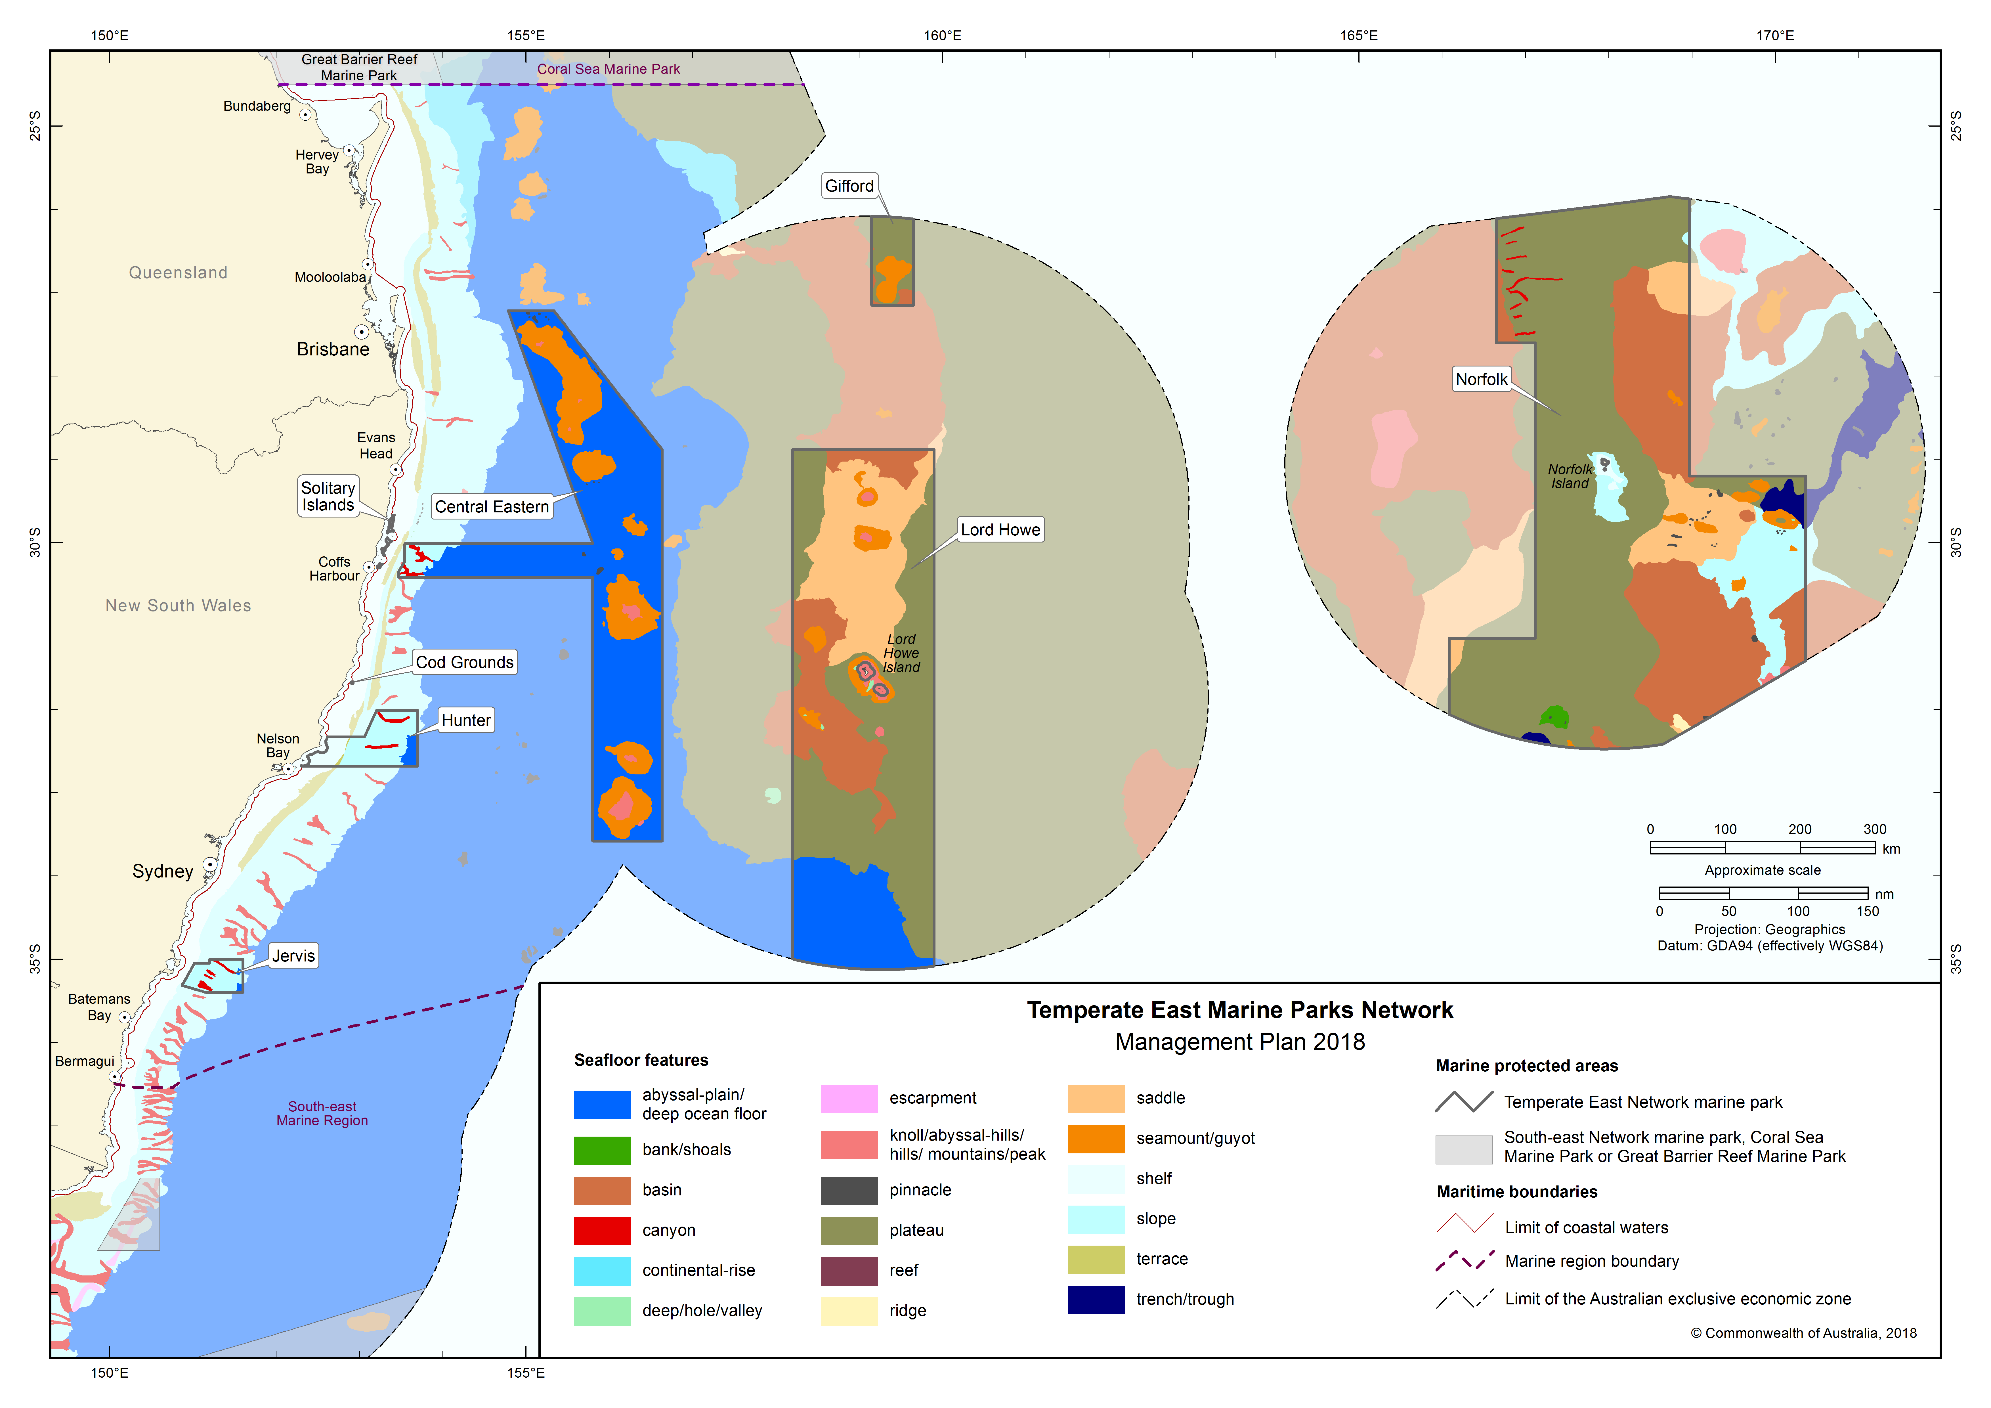 150°E
155°E
160°E
165°E
170°E
25°S
30°S
35°S
25°S
30°S
35°S
Great Barrier Reef
Marine Park
Coral Sea Marine Park
Bundaberg
Hervey
Bay
Queensland
Mooloolaba
Brisbane
Evans
Head
Solitary
Islands
Coffs
Harbour
New South Wales
Central Eastern
Cod Grounds
Hunter
Nelson
Bay
Sydney
Jervis
Batemans
Bay
Bermagui
South-east
Marine Region
Gifford
Lord Howe
Lord
Howe
Island
Norfolk
Norfolk
Island
0
100
200
300
km
Approximate scale
nm
0
50
100
150
Projection: Geographics
Datum: GDA94 (effectively WGS84)
Temperate East Marine Parks Network
Management Plan 2018
Seafloor features
abyssal-plain/
deep ocean floor
bank/shoals
basin
canyon
continental-rise
deep/hole/valley
escarpment
knoll/abyssal-hills/
hills/ mountains/peak
pinnacle
plateau
reef
ridge
saddle
seamount/guyot
shelf
slope
terrace
trench/trough
Marine protected areas
Temperate East Network marine park
South-east Network marine park, Coral Sea
Marine Park or Great Barrier Reef Marine Park
Maritime boundaries
Limit of coastal waters
Marine region boundary
Limit of the Australian exclusive economic zone
© Commonwealth of Australia, 2018
150°E
155°E